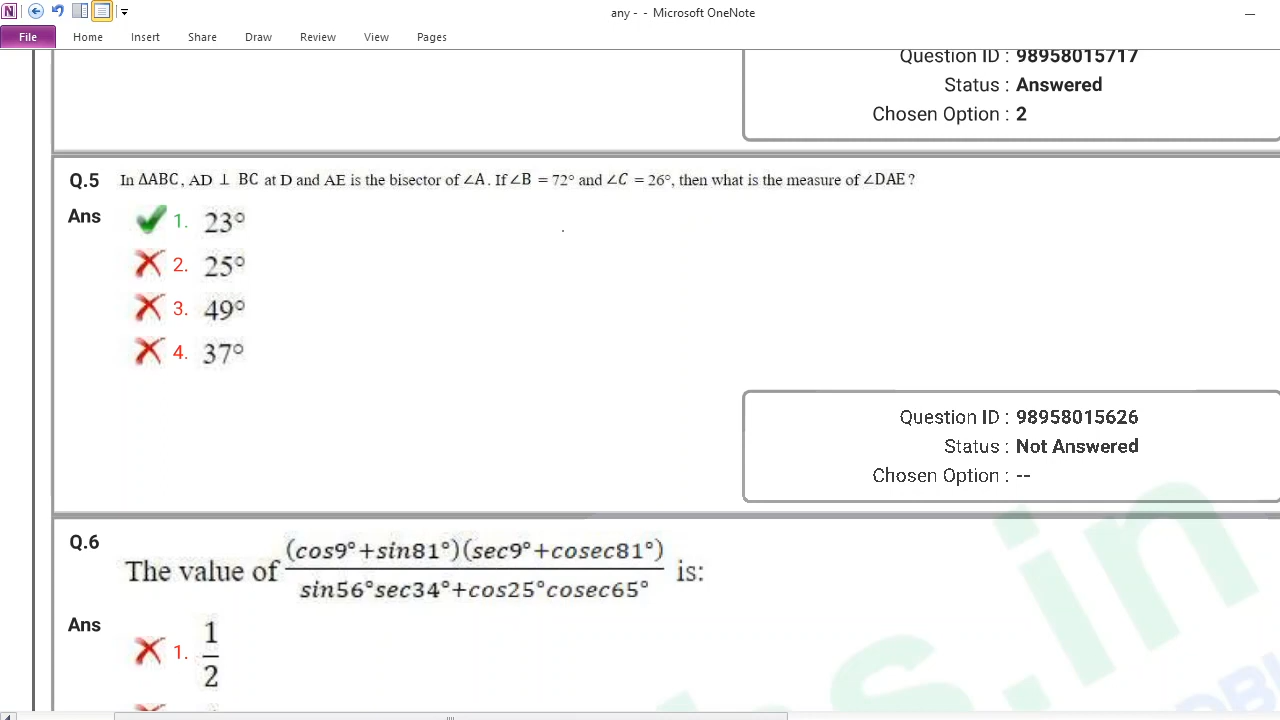 any - - Microsoft OneNote
File Home Insert Share Draw Review View Pages
Question ID : 98958015717
Status : Answered
Chosen Option : 2
Q.5 In ΔABC, AD ⊥ BC at D and AE is the bisector of ∠A. If ∠B = 72° and ∠C = 26°, then what is the measure of ∠DAE?
Ans
1. 23°
2. 25°
3. 49°
4. 37°
Question ID : 98958015626
Status : Not Answered
Chosen Option : --
Q.6 The value of (cos9°+sin81°)(sec9°+cosec81°) / sin56°sec34°+cos25°cosec65° is:
Ans
1. 1/2
s.in